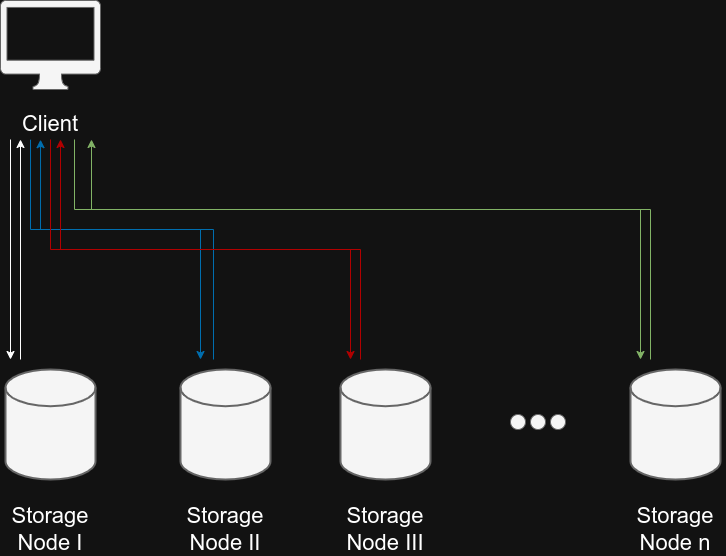 Client
Storage
Node I
Storage
Node II
Storage
Node III
Storage
Node n